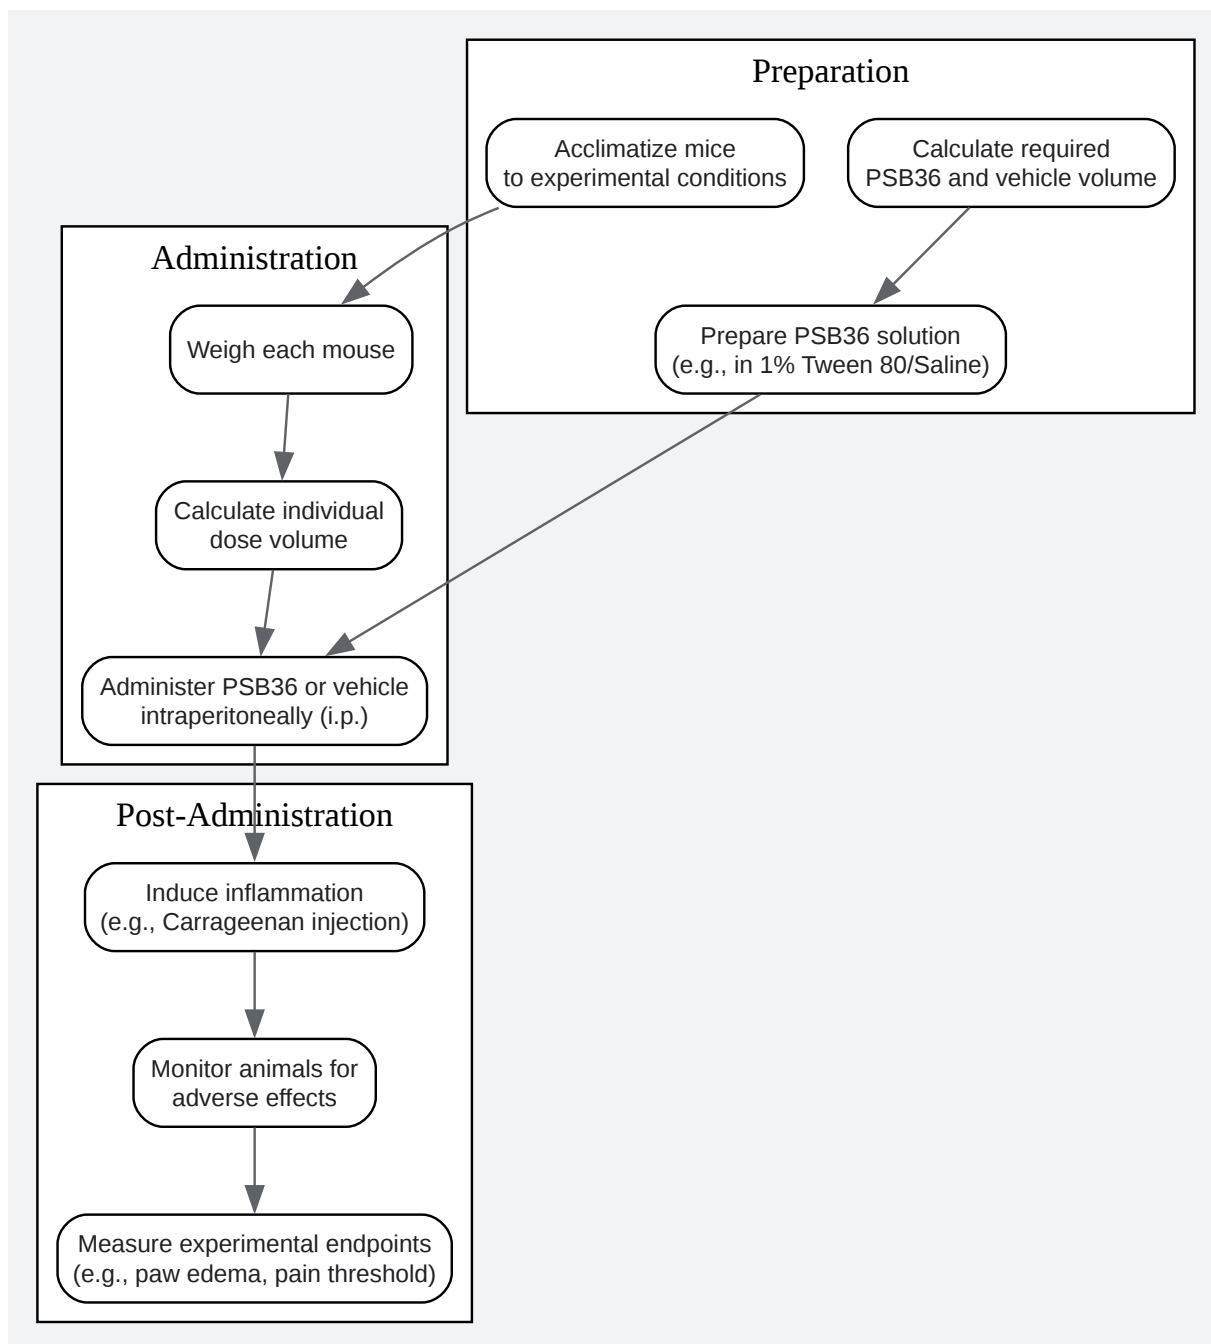 Preparation
Acclimatize mice
to experimental conditions
Calculate required
PSB36 and vehicle volume
Prepare PSB36 solution
(e.g., in 1% Tween 80/Saline)
Administration
Weigh each mouse
Calculate individual
dose volume
Administer PSB36 or vehicle
intraperitoneally (i.p.)
Post-Administration
Induce inflammation
(e.g., Carrageenan injection)
Monitor animals for
adverse effects
Measure experimental endpoints
(e.g., paw edema, pain threshold)